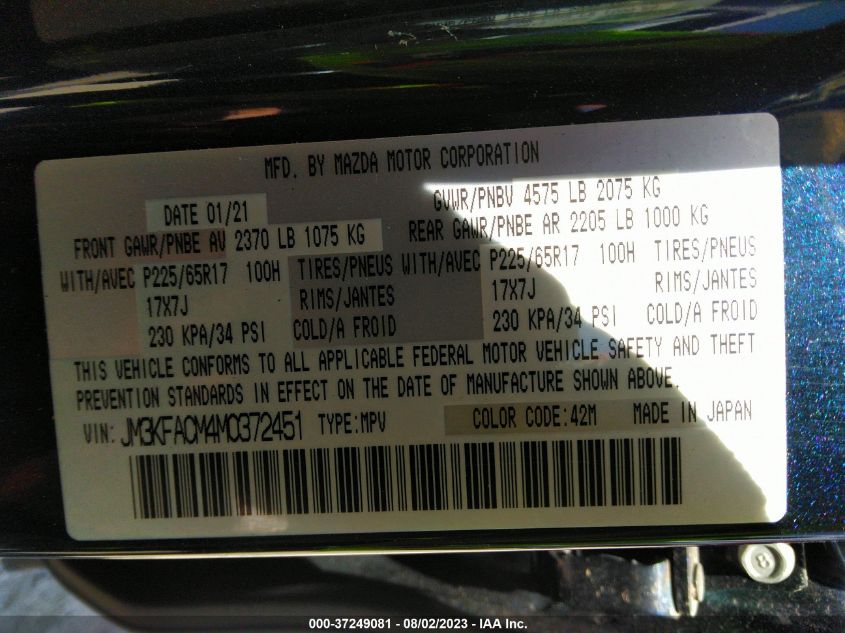 MFD. BY MAZDA MOTOR CORPORATION
DATE 01/21 GVWR/PNBV 4575 LB 2075 KG
FRONT GAWR/PNBE AV 2370 LB 1075 KG REAR GAWR/PNBE AR 2205 LB 1000 KG
WITH/AVEC P225/65R17 100H TIRES/PNEUS WITH/AVEC P225/65R17 100H TIRES/PNEUS
17X7J RIMS/JANTES 17X7J RIMS/JANTES
230 KPA/34 PSI COLD/A FROID 230 KPA/34 PSI COLD/A FROID
THIS VEHICLE CONFORMS TO ALL APPLICABLE FEDERAL MOTOR VEHICLE SAFETY AND THEFT
PREVENTION STANDARDS IN EFFECT ON THE DATE OF MANUFACTURE SHOWN ABOVE.
VIN: JM3KFACM4M0372451 TYPE:MPV COLOR CODE:42M MADE IN JAPAN
8
000-37249081 - 08/02/2023 - IAA Inc.